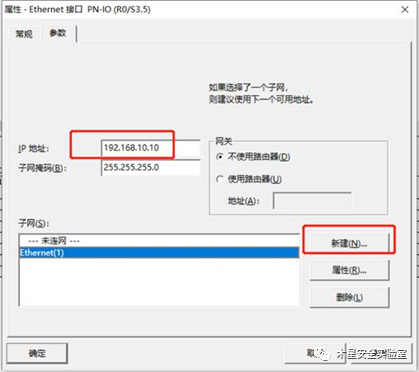 属性 - Ethernet 接口 PN-IO (R0/S3.5)
常规 参数
如果选择了一个子网,
则建议使用下一个可用地址。
IP 地址:
192.168.10.10
子网掩码(B):
255.255.255.0
网关
不使用路由器(D)
使用路由器(U)
地址(A):
子网(S):
--- 未连网 ---
Ethernet(1)
新建(N)...
属性(R)...
删除(L)
确定
取
木星安全实验室